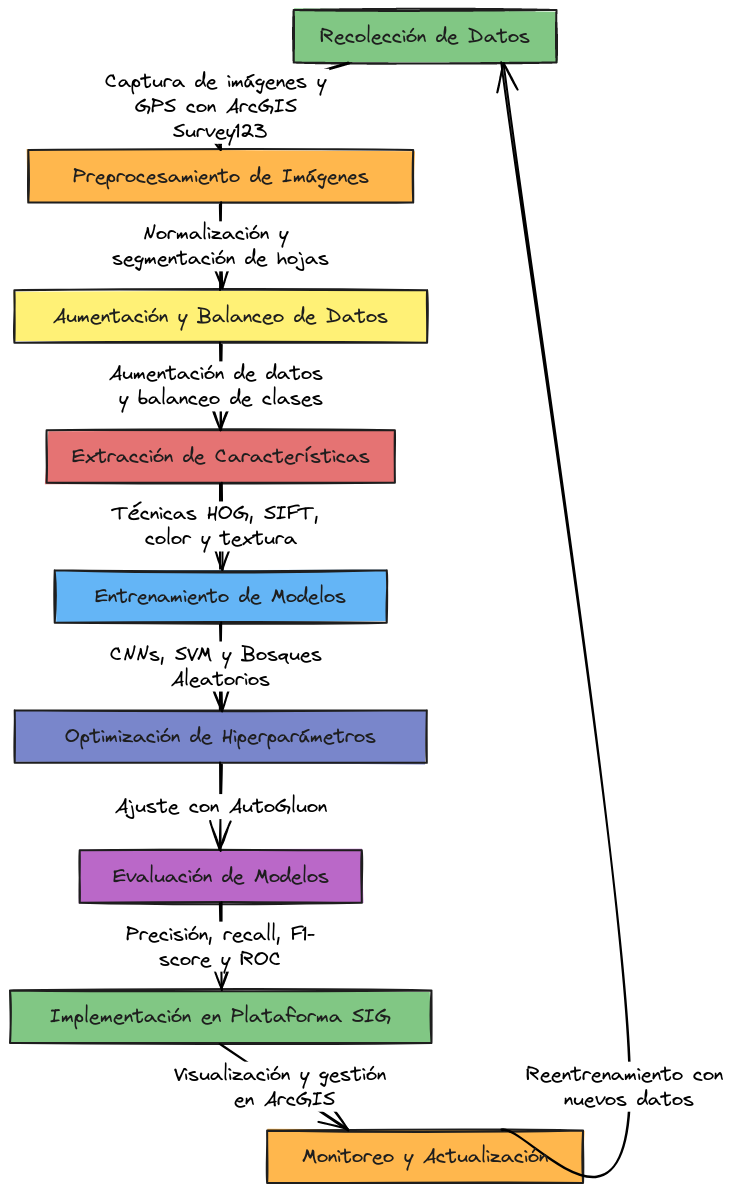 Recolección de Datos
Captura de imágenes y
GPS con ArcGIS
Survey123
Preprocesamiento de Imágenes
Normalización y
segmentación de hojas
Aumentación y Balanceo de Datos
Aumentación de datos
y balanceo de clases
Extracción de Características
Técnicas HOG, SIFT,
color y textura
Entrenamiento de Modelos
CNNs, SVM y Bosques
Aleatorios
Optimización de Hiperparámetros
Ajuste con AutoGluon
Evaluación de Modelos
Precisión, recall, F1-
score y ROC
Implementación en Plataforma SIG
Visualización y gestión
en ArcGIS
Reentrenamiento con
nuevos datos
Monitoreo y Actualización